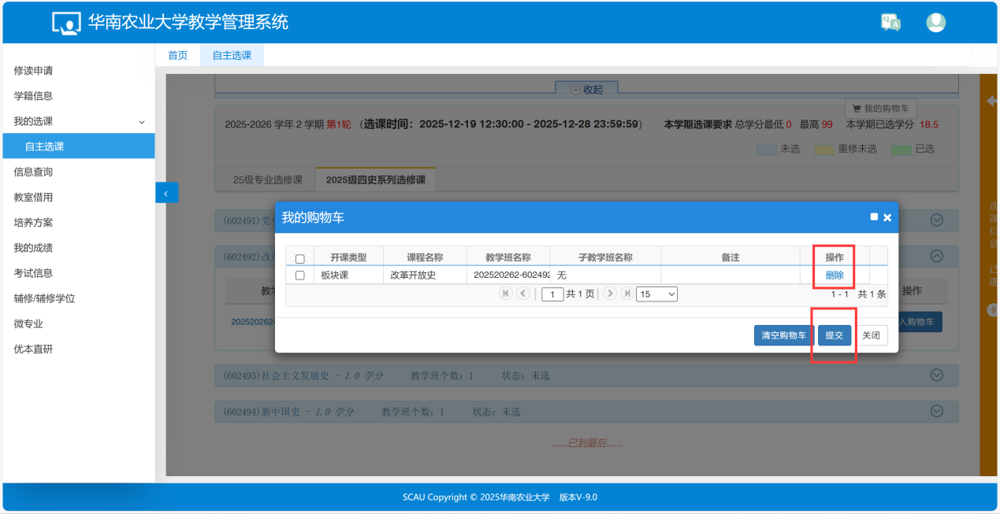 华南农业大学教学管理系统
首页 自主选课
修读申请
学籍信息
我的选课
自主选课
信息查询
教室借用
培养方案
我的成绩
考试信息
辅修/辅修学位
微专业
优本直研
收起
我的购物车
2025-2026 学年 2 学期 第1轮 （选课时间：2025-12-19 12:30:00 - 2025-12-28 23:59:59） 本学期选课要求 总学分最低 0 最高 99 本学期已选学分 18.5
未选 重修未选 已选
25级专业选修课 2025级四史系列选修课
(602491)党
(602492)改
教学
操作
202520262-
入购物车
我的购物车
开课类型 课程名称 教学班名称 子教学班名称 备注 操作
板块课 改革开放史 202520262-602492 无 删除
1 共 1 页 15 1 - 1 共 1 条
清空购物车 提交 关闭
(602493)社会主义发展史 - 1.0 学分 教学班个数：1 状态：未选
(602494)新中国史 - 1.0 学分 教学班个数：1 状态：未选
......已到最后......
选课信息
已选
SCAU Copyright © 2025华南农业大学 版本V-9.0